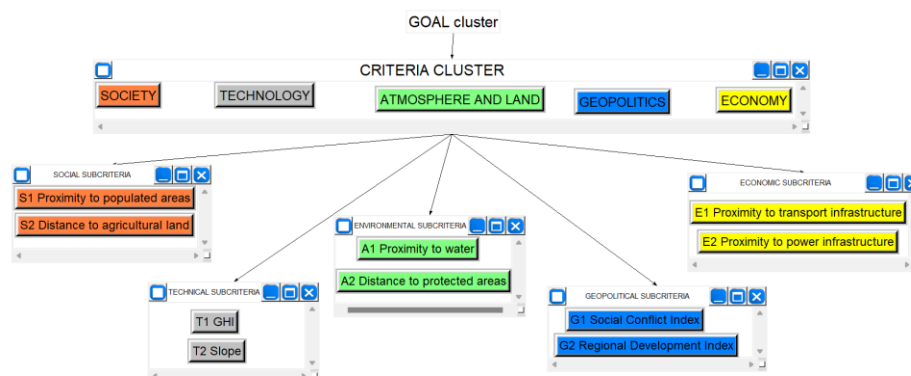 GOAL cluster
CRITERIA CLUSTER
SOCIETY
TECHNOLOGY
ATMOSPHERE AND LAND
GEOPOLITICS
ECONOMY
SOCIAL SUBCRITERIA
S1 Proximity to populated areas
S2 Distance to agricultural land
TECHNICAL SUBCRITERIA
T1 GHI
T2 Slope
ENVIRONMENTAL SUBCRITERIA
A1 Proximity to water
A2 Distance to protected areas
GEOPOLITICAL SUBCRITERIA
G1 Social Conflict Index
G2 Regional Development Index
ECONOMIC SUBCRITERIA
E1 Proximity to transport infrastructure
E2 Proximity to power infrastructure